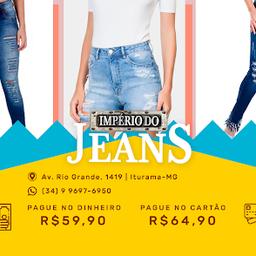 IMPÉRIO DO
JEANS
Av. Rio Grande, 1419 | Iturama-MG
(34) 9 9697-6950
PAGUE NO DINHEIRO
R$59,90
PAGUE NO CARTÃO
R$64,90